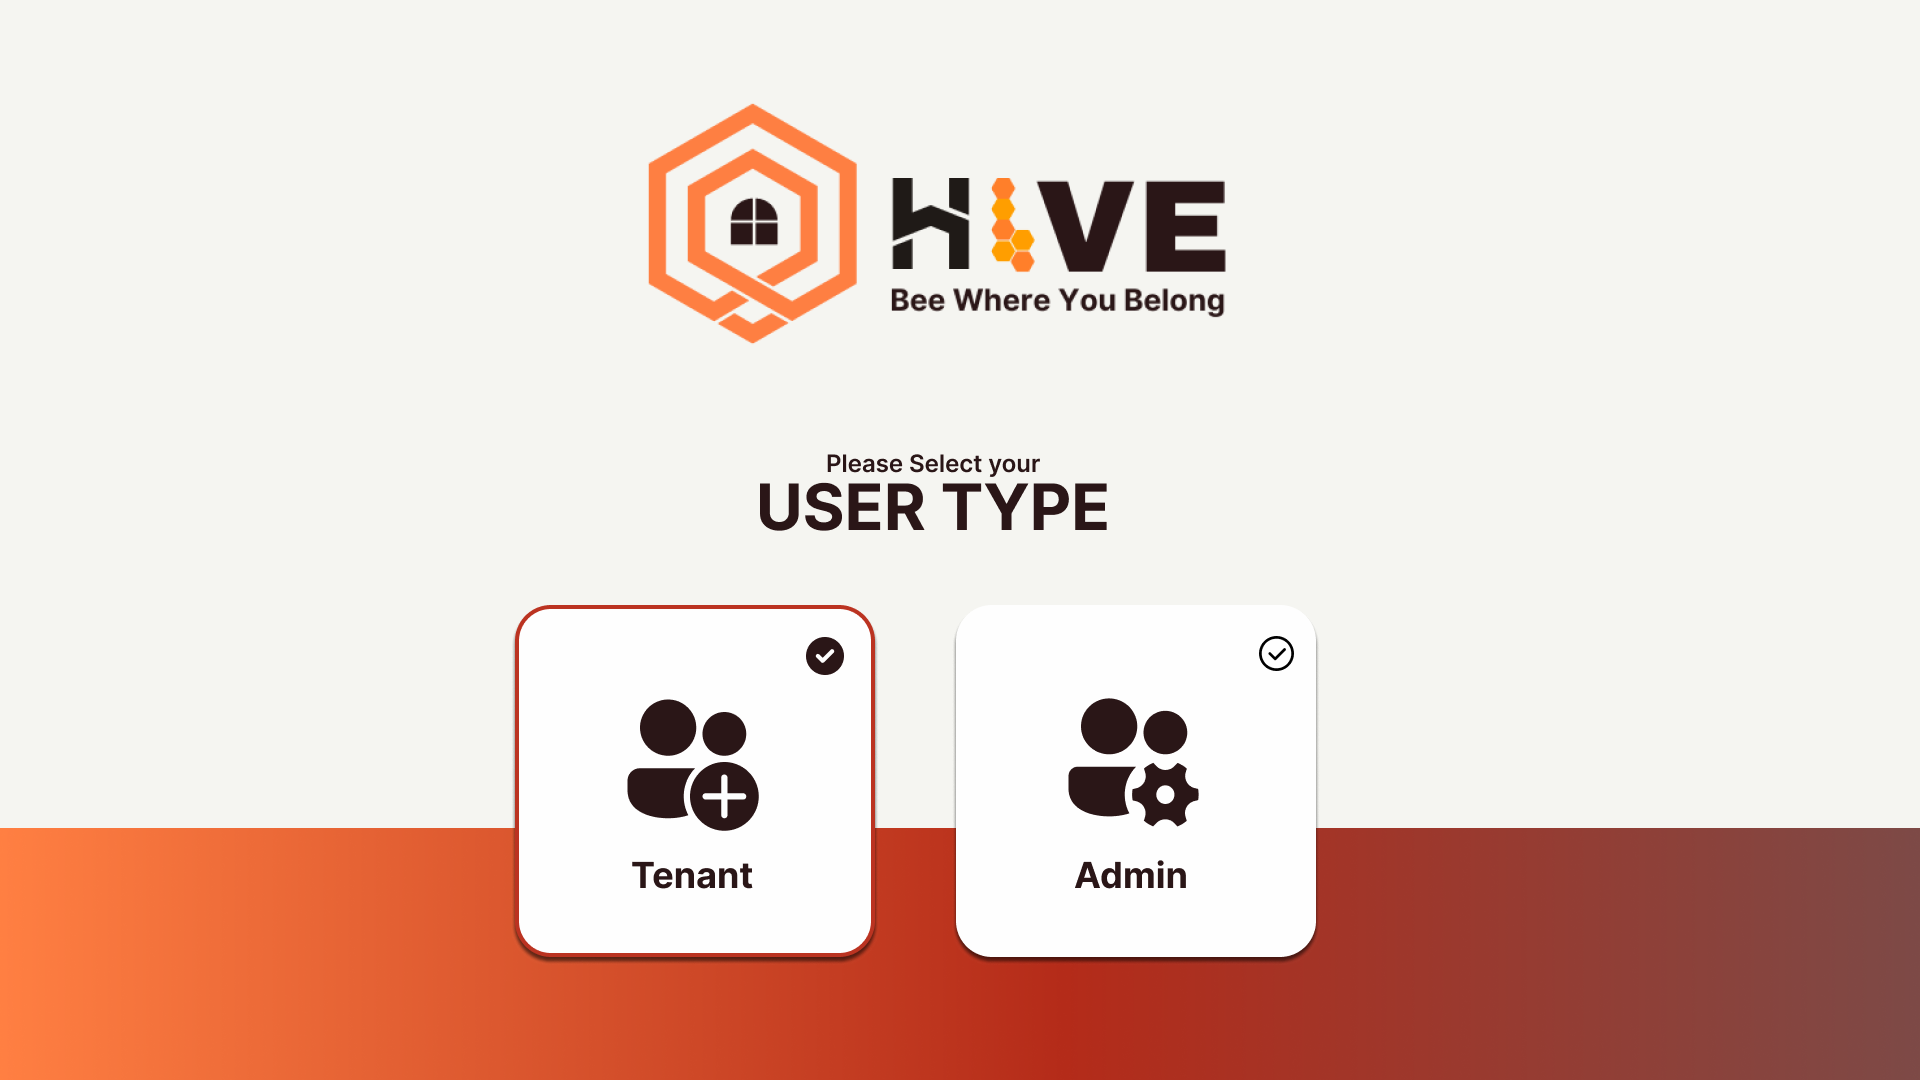 HIVE
Bee Where You Belong
Please Select your
USER TYPE
Tenant
Admin